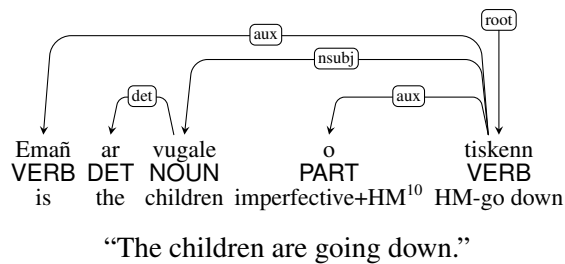 root
aux
nsubj
det
aux
Emañ ar vugale o tiskenn
VERB DET NOUN PART VERB
is the children imperfective+HM¹⁰ HM-go down
“The children are going down.”